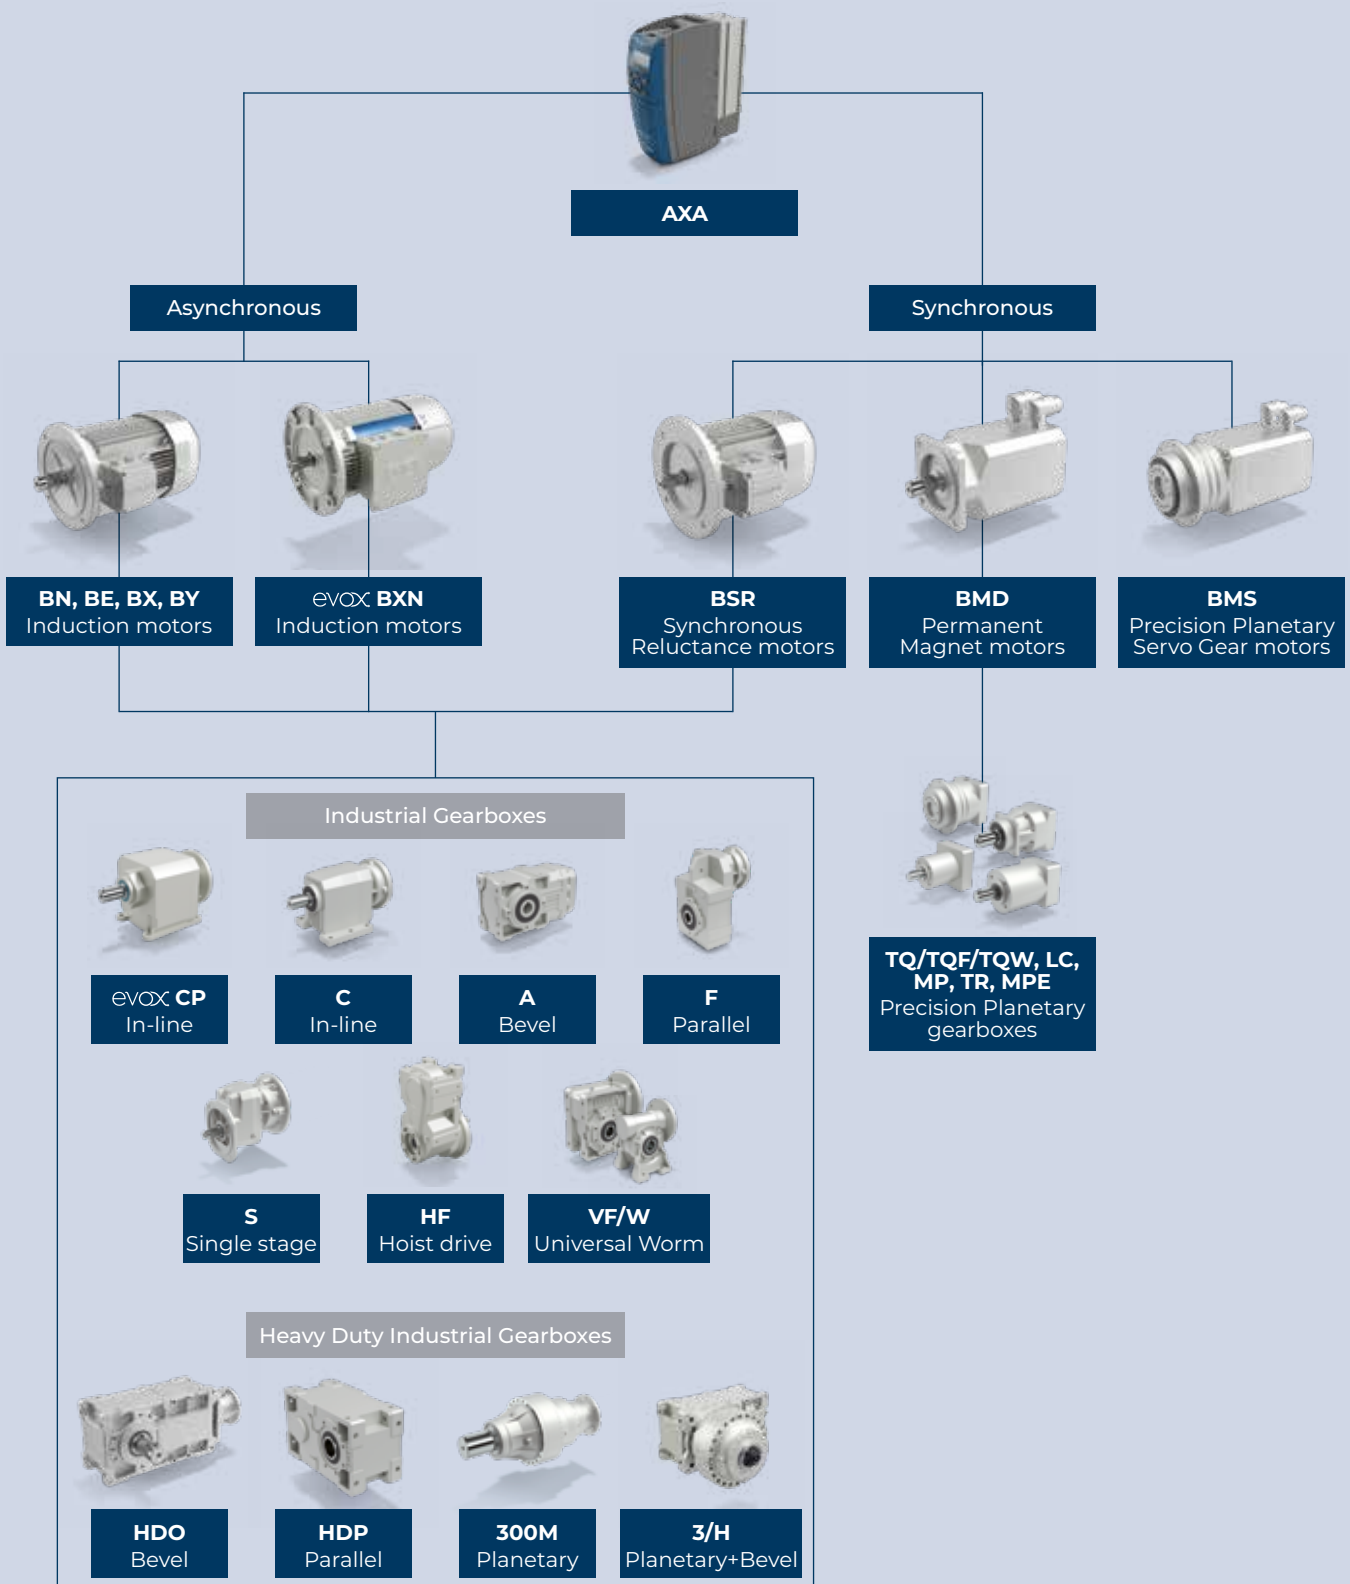 AXA
Asynchronous
Synchronous
BN, BE, BX, BY
Induction motors
evox BXN
Induction motors
BSR
Synchronous
Reluctance motors
BMD
Permanent
Magnet motors
BMS
Precision Planetary
Servo Gear motors
Industrial Gearboxes
evox CP
In-line
C
In-line
A
Bevel
F
Parallel
TQ/TQF/TQW, LC,
MP, TR, MPE
Precision Planetary
gearboxes
S
Single stage
HF
Hoist drive
VF/W
Universal Worm
Heavy Duty Industrial Gearboxes
HDO
Bevel
HDP
Parallel
300M
Planetary
3/H
Planetary+Bevel